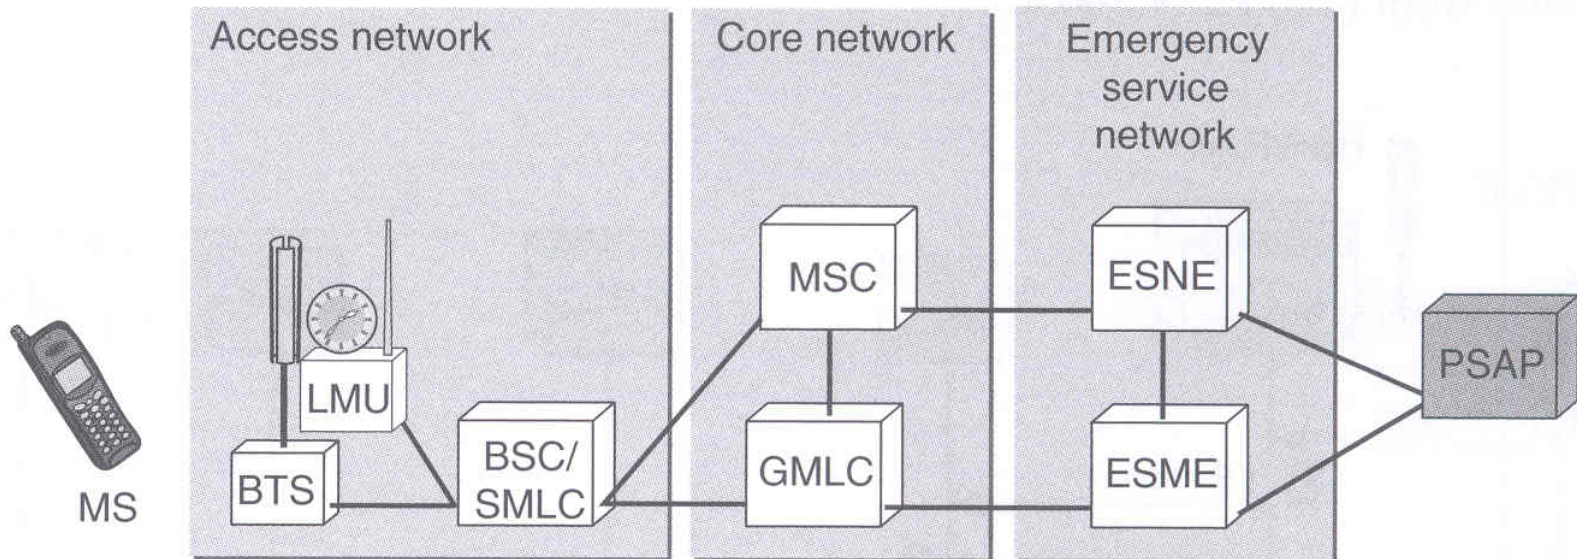 Access network
Core network
Emergency
service
network
MSC
ESNE
PSAP
LMU
BSC/
SMLC
GMLC
ESME
BTS
MS